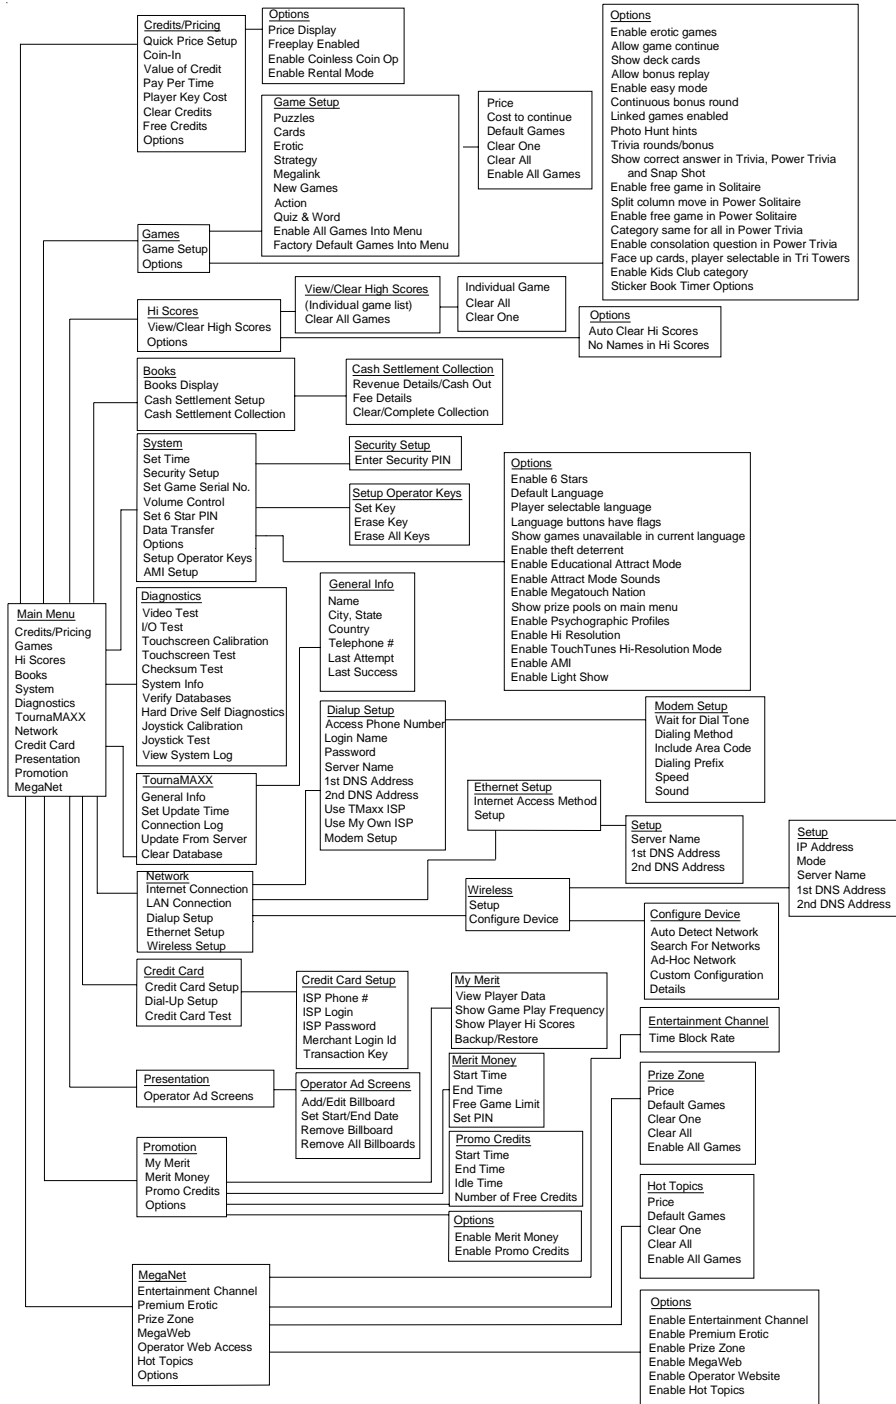 Credits/Pricing
Quick Price Setup
Coin-In
Value of Credit
Pay Per Time
Player Key Cost
Clear Credits
Free Credits
Options
Options
Price Display
Freeplay Enabled
Enable Coinless Coin Op
Enable Rental Mode
Game Setup
Puzzles
Cards
Erotic
Strategy
Megalink
New Games
Action
Quiz & Word
Enable All Games Into Menu
Factory Default Games Into Menu
Price
Cost to continue
Default Games
Clear One
Clear All
Enable All Games
Options
Enable erotic games
Allow game continue
Show deck cards
Allow bonus replay
Enable easy mode
Continuous bonus round
Linked games enabled
Photo Hunt hints
Trivia rounds/bonus
Show correct answer in Trivia, Power Trivia
and Snap Shot
Enable free game in Solitaire
Split column move in Power Solitaire
Enable free game in Power Solitaire
Category same for all in Power Trivia
Enable consolation question in Power Trivia
Face up cards, player selectable in Tri Towers
Enable Kids Club category
Sticker Book Timer Options
Games
Game Setup
Options
Hi Scores
View/Clear High Scores
Options
View/Clear High Scores
(Individual game list)
Clear All Games
Individual Game
Clear All
Clear One
Options
Auto Clear Hi Scores
No Names in Hi Scores
Books
Books Display
Cash Settlement Setup
Cash Settlement Collection
Cash Settlement Collection
Revenue Details/Cash Out
Fee Details
Clear/Complete Collection
System
Set Time
Security Setup
Set Game Serial No.
Volume Control
Set 6 Star PIN
Data Transfer
Options
Setup Operator Keys
AMI Setup
Security Setup
Enter Security PIN
Setup Operator Keys
Set Key
Erase Key
Erase All Keys
Options
Enable 6 Stars
Default Language
Player selectable language
Language buttons have flags
Show games unavailable in current language
Enable theft deterrent
Enable Educational Attract Mode
Enable Attract Mode Sounds
Enable Megatouch Nation
Show prize pools on main menu
Enable Psychographic Profiles
Enable Hi Resolution
Enable TouchTunes Hi-Resolution Mode
Enable AMI
Enable Light Show
Main Menu
Credits/Pricing
Games
Hi Scores
Books
System
Diagnostics
TournaMAXX
Network
Credit Card
Presentation
Promotion
MegaNet
Diagnostics
Video Test
I/O Test
Touchscreen Calibration
Touchscreen Test
Checksum Test
System Info
Verify Databases
Hard Drive Self Diagnostics
Joystick Calibration
Joystick Test
View System Log
General Info
Name
City, State
Country
Telephone #
Last Attempt
Last Success
TournaMAXX
General Info
Set Update Time
Connection Log
Update From Server
Clear Database
Dialup Setup
Access Phone Number
Login Name
Password
Server Name
1st DNS Address
2nd DNS Address
Use TMaxx ISP
Use My Own ISP
Modem Setup
Modem Setup
Wait for Dial Tone
Dialing Method
Include Area Code
Dialing Prefix
Speed
Sound
Ethernet Setup
Internet Access Method
Setup
Setup
Server Name
1st DNS Address
2nd DNS Address
Setup
IP Address
Mode
Server Name
1st DNS Address
2nd DNS Address
Network
Internet Connection
LAN Connection
Dialup Setup
Ethernet Setup
Wireless Setup
Wireless
Setup
Configure Device
Configure Device
Auto Detect Network
Search For Networks
Ad-Hoc Network
Custom Configuration
Details
Credit Card
Credit Card Setup
Dial-Up Setup
Credit Card Test
Credit Card Setup
ISP Phone #
ISP Login
ISP Password
Merchant Login Id
Transaction Key
My Merit
View Player Data
Show Game Play Frequency
Show Player Hi Scores
Backup/Restore
Entertainment Channel
Time Block Rate
Presentation
Operator Ad Screens
Operator Ad Screens
Add/Edit Billboard
Set Start/End Date
Remove Billboard
Remove All Billboards
Merit Money
Start Time
End Time
Free Game Limit
Set PIN
Prize Zone
Price
Default Games
Clear One
Clear All
Enable All Games
Promotion
My Merit
Merit Money
Promo Credits
Options
Promo Credits
Start Time
End Time
Idle Time
Number of Free Credits
Options
Enable Merit Money
Enable Promo Credits
Hot Topics
Price
Default Games
Clear One
Clear All
Enable All Games
MegaNet
Entertainment Channel
Premium Erotic
Prize Zone
MegaWeb
Operator Web Access
Hot Topics
Options
Options
Enable Entertainment Channel
Enable Premium Erotic
Enable Prize Zone
Enable MegaWeb
Enable Operator Website
Enable Hot Topics